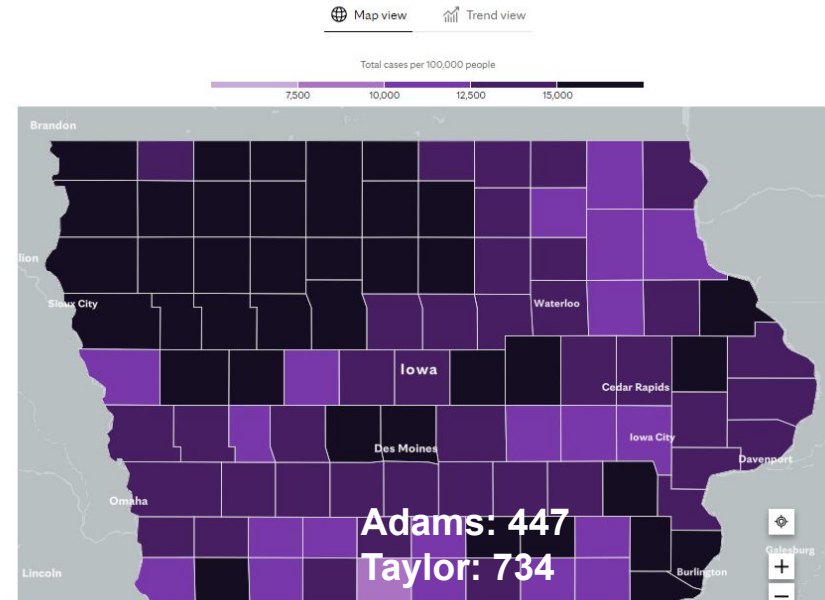 Map view Trend view
Total cases per 100,000 people
7,500 10,000 12,500 15,000
Brandon
lion
Sioux City
Waterloo
Iowa
Cedar Rapids
Des Moines
Iowa City
Davenport
Omaha
Adams: 447
Galesburg
Taylor: 734
Lincoln
Burlington
+
−